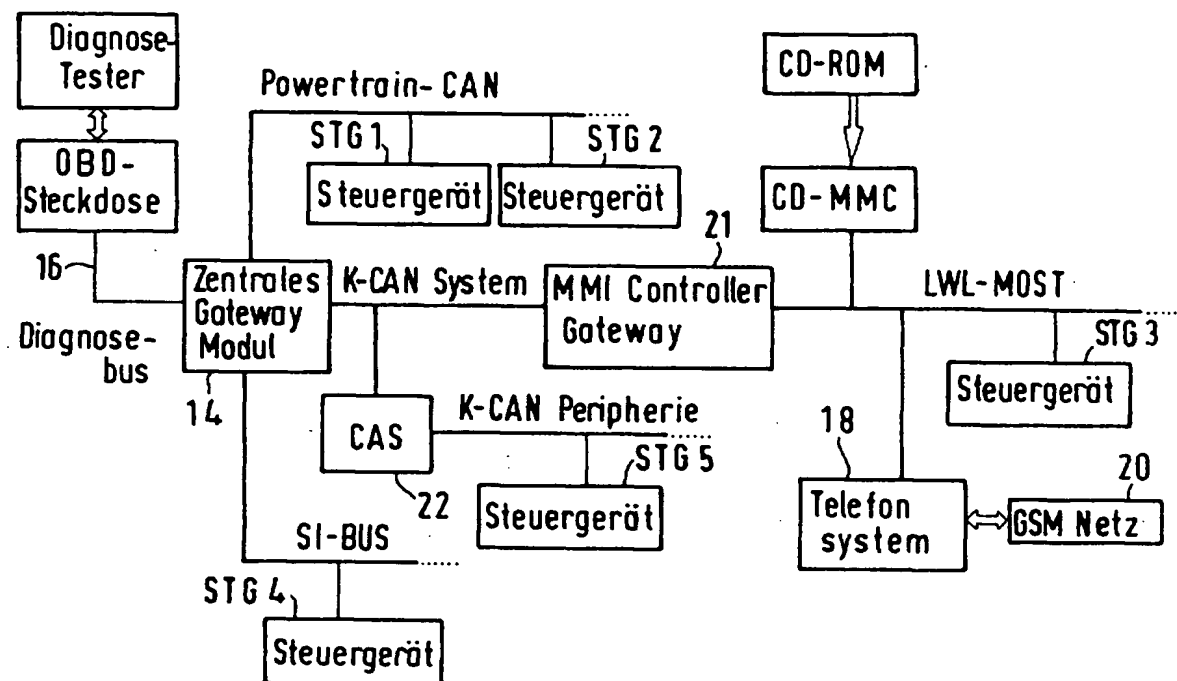 Diagnose-
Tester
OBD-
Steckdose
16
Diagnose-
bus
Powertrain-CAN
STG 1
Steuergerät
STG 2
Steuergerät
CD-ROM
CD-MMC
Zentrales
Gateway
Modul
14
K-CAN System
21
MMI Controller
Gateway
LWL-MOST
STG 3
Steuergerät
CAS
22
K-CAN Peripherie
STG 5
Steuergerät
18
Telefon
system
20
GSM Netz
SI-BUS
STG 4
Steuergerät